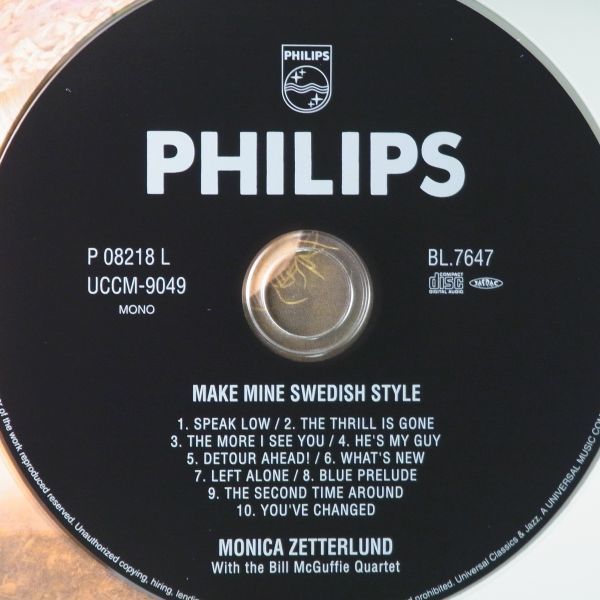 PHILIPS
PHILIPS
P 08218 L
UCCM-9049
MONO
BL.7647
COMPACT
disc
DIGITAL AUDIO
JASRAC
MAKE MINE SWEDISH STYLE
1. SPEAK LOW / 2. THE THRILL IS GONE
3. THE MORE I SEE YOU / 4. HE'S MY GUY
5. DETOUR AHEAD! / 6. WHAT'S NEW
7. LEFT ALONE / 8. BLUE PRELUDE
9. THE SECOND TIME AROUND
10. YOU'VE CHANGED
MONICA ZETTERLUND
With the Bill McGuffie Quartet
of the work reproduced reserved. Unauthorized copying, hiring, lending
prohibited. Universal Classics & Jazz, A UNIVERSAL MUSIC